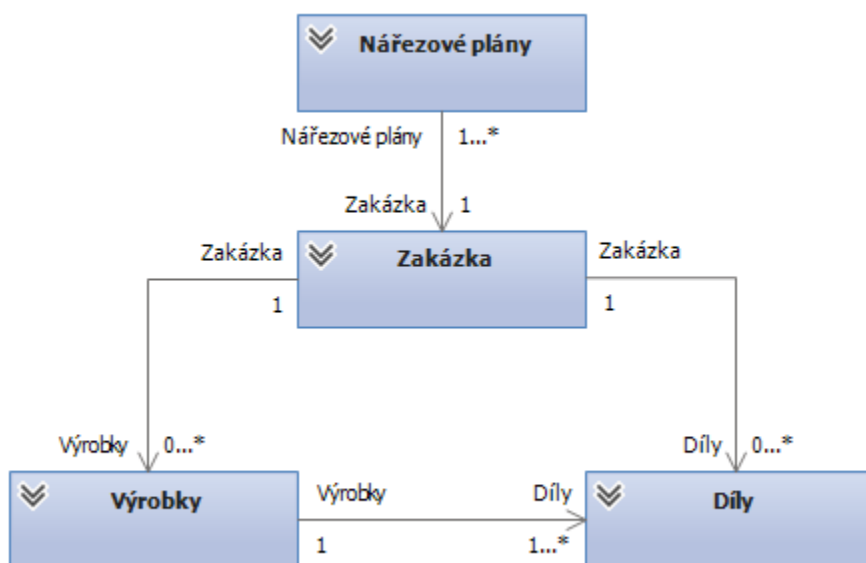 Nářezové plány
Nářezové plány 1...*
Zakázka 1
Zakázka
Zakázka
Zakázka
1
1
Výrobky 0...*
Díly 0...*
Výrobky
Výrobky
Díly
Díly
1
1...*